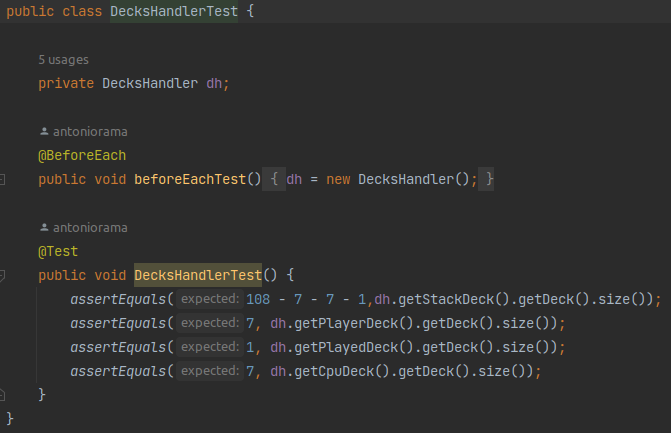 public class DecksHandlerTest {
5 usages
private DecksHandler dh;
antoniorama
@BeforeEach
public void beforeEachTest() { dh = new DecksHandler(); }
antoniorama
@Test
public void DecksHandlerTest() {
assertEquals( expected: 108 - 7 - 7 - 1,dh.getStackDeck().getDeck().size());
assertEquals( expected: 7, dh.getPlayerDeck().getDeck().size());
assertEquals( expected: 1, dh.getPlayedDeck().getDeck().size());
assertEquals( expected: 7, dh.getCpuDeck().getDeck().size());
}
}